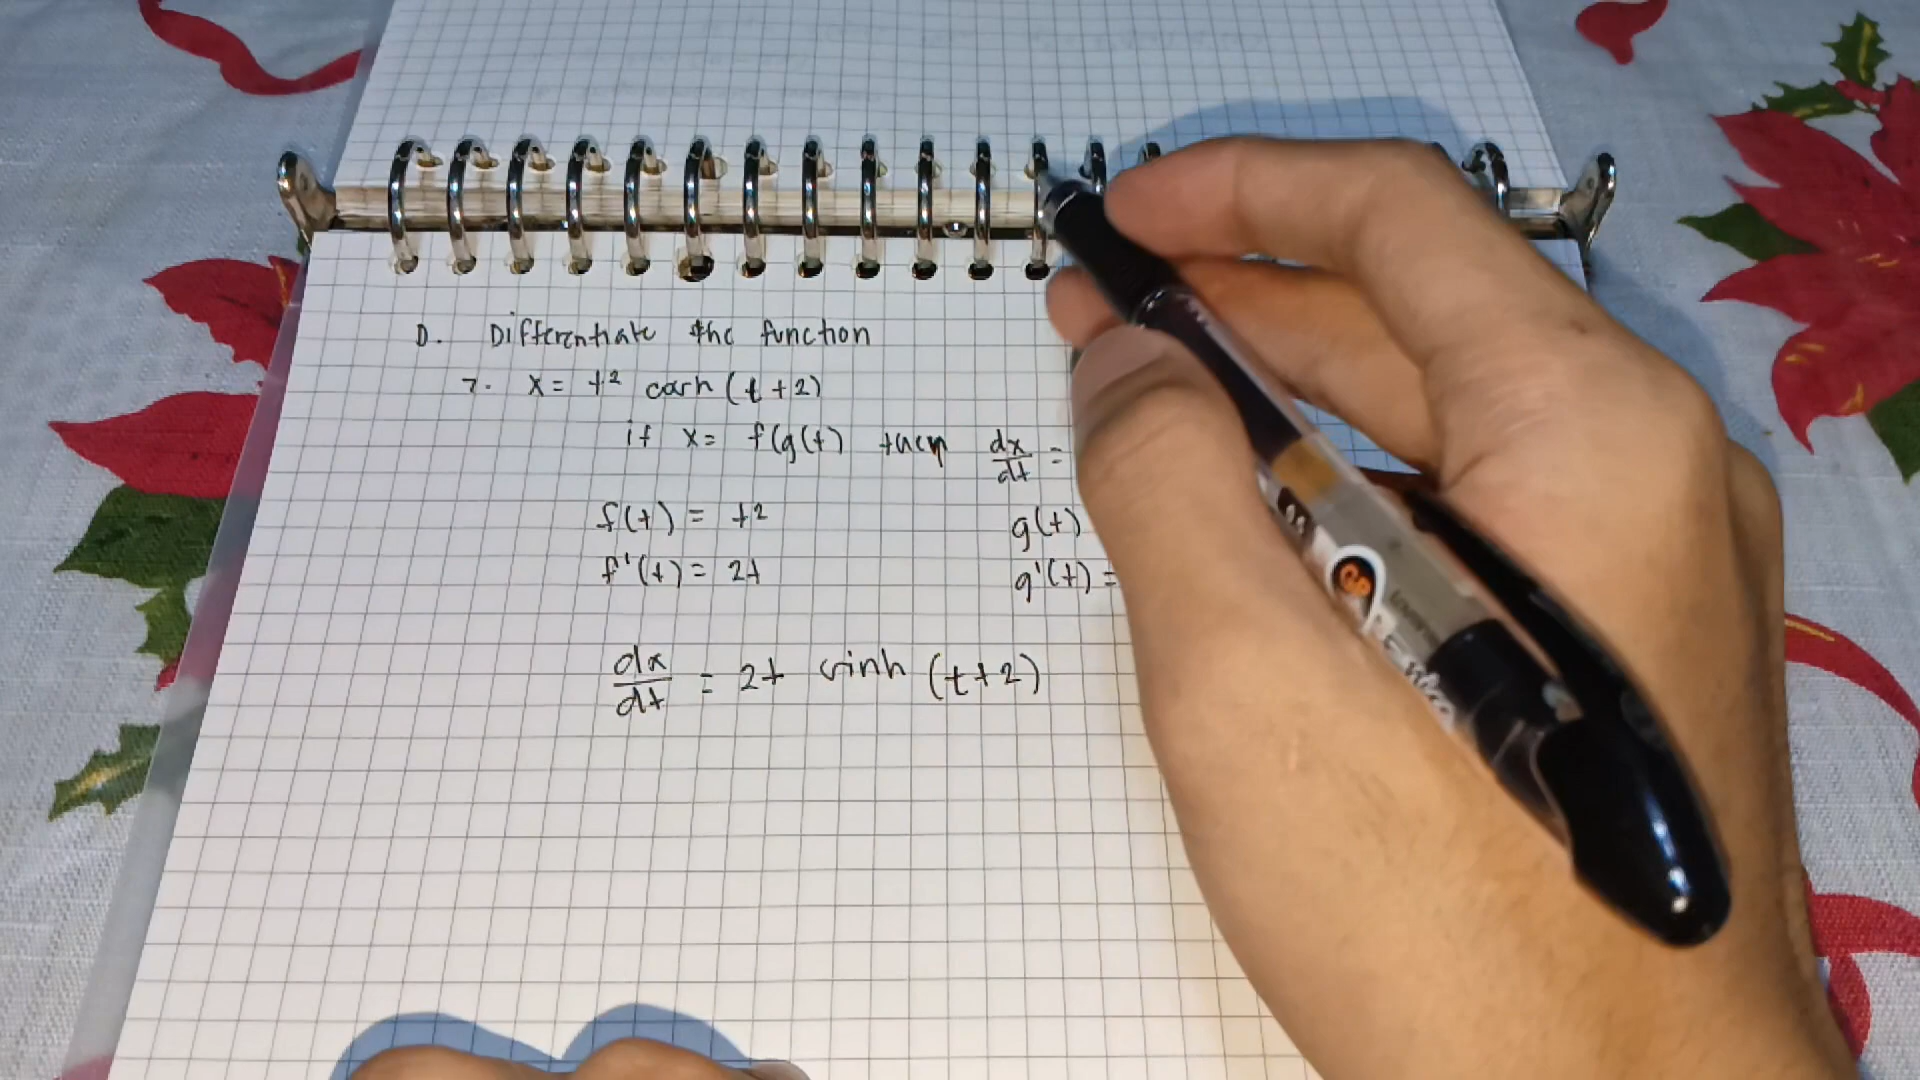 D. Differentiate the function
7. x = t² cosh (t + 2)
if x = f(g(t) then dx/dt =
f(t) = t² g(t)
f'(t) = 2t g'(t) =
dx/dt = 2t sinh (t+2)